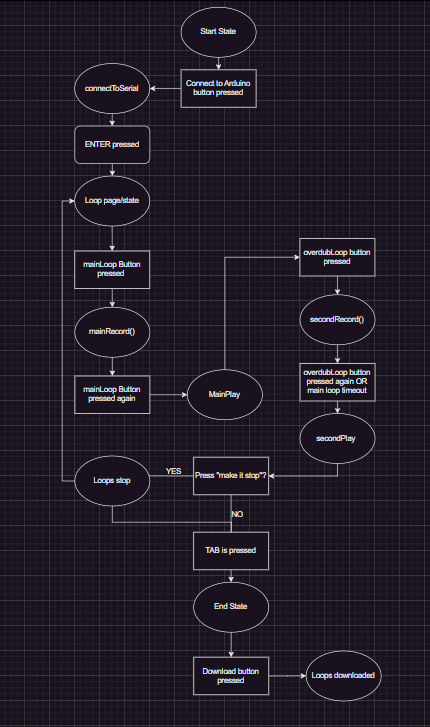 Start State
Connect to Arduino
button pressed
connectToSerial
ENTER pressed
Loop page/state
mainLoop Button
pressed
mainRecord()
mainLoop Button
pressed again
MainPlay
overdubLoop button
pressed
secondRecord()
overdubLoop button
pressed again OR
main loop timeout
secondPlay
Press "make it stop"?
YES
Loops stop
NO
TAB is pressed
End State
Download button
pressed
Loops downloaded